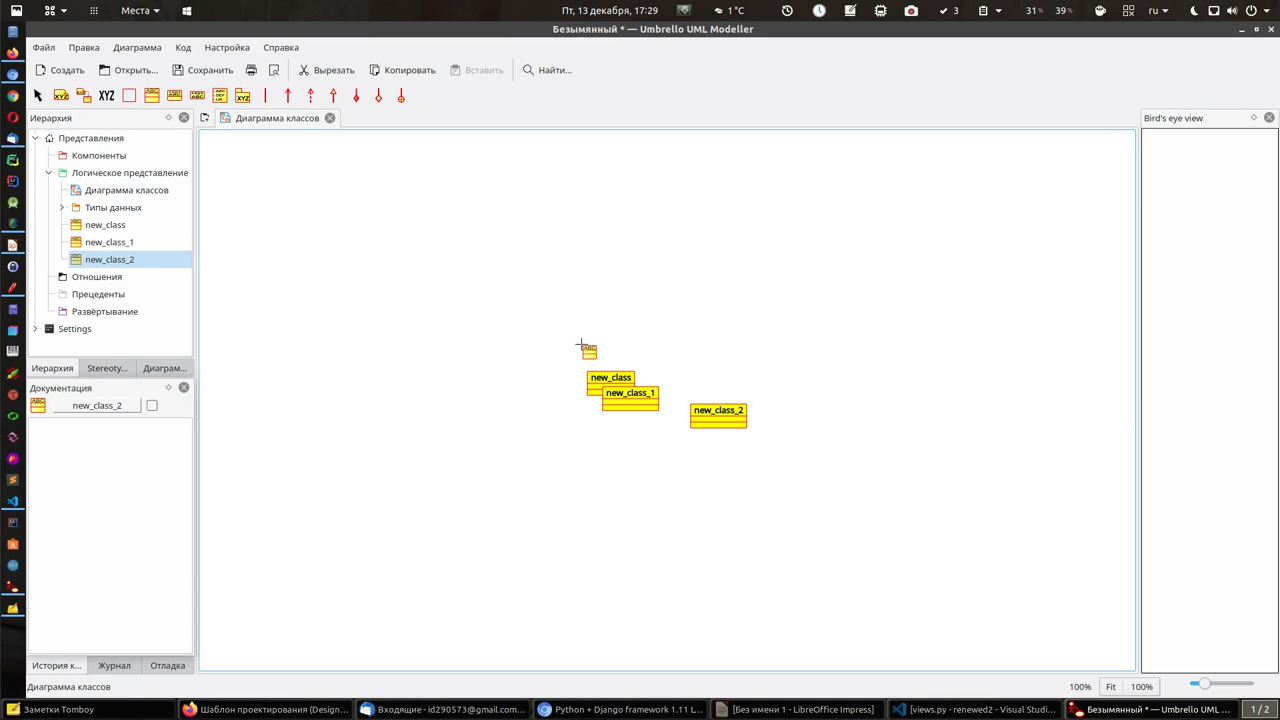 Места
Пт, 13 декабря, 17:29
1 °C
3
31%
39%
ru
Безымянный * — Umbrello UML Modeller
Файл
Правка
Диаграмма
Код
Настройка
Справка
Создать
Открыть...
Сохранить
Вырезать
Копировать
Вставить
Найти...
XYZ
Иерархия
Диаграмма классов
Bird's eye view
Представления
Компоненты
Логическое представление
Диаграмма классов
Типы данных
new_class
new_class_1
new_class_2
Отношения
Прецеденты
Развёртывание
Settings
Иерархия
Stereoty...
Диаграм...
Документация
new_class_2
new_class
new_class_1
new_class_2
История к...
Журнал
Отладка
Диаграмма классов
100%
Fit
100%
Заметки Tomboy
Шаблон проектирования (Design...
Входящие - id290573@gmail.com...
Python + Django framework 1.11 L...
[Без имени 1 - LibreOffice Impress]
[views.py - renewed2 - Visual Studi...
Безымянный * — Umbrello UML ...
1 / 2